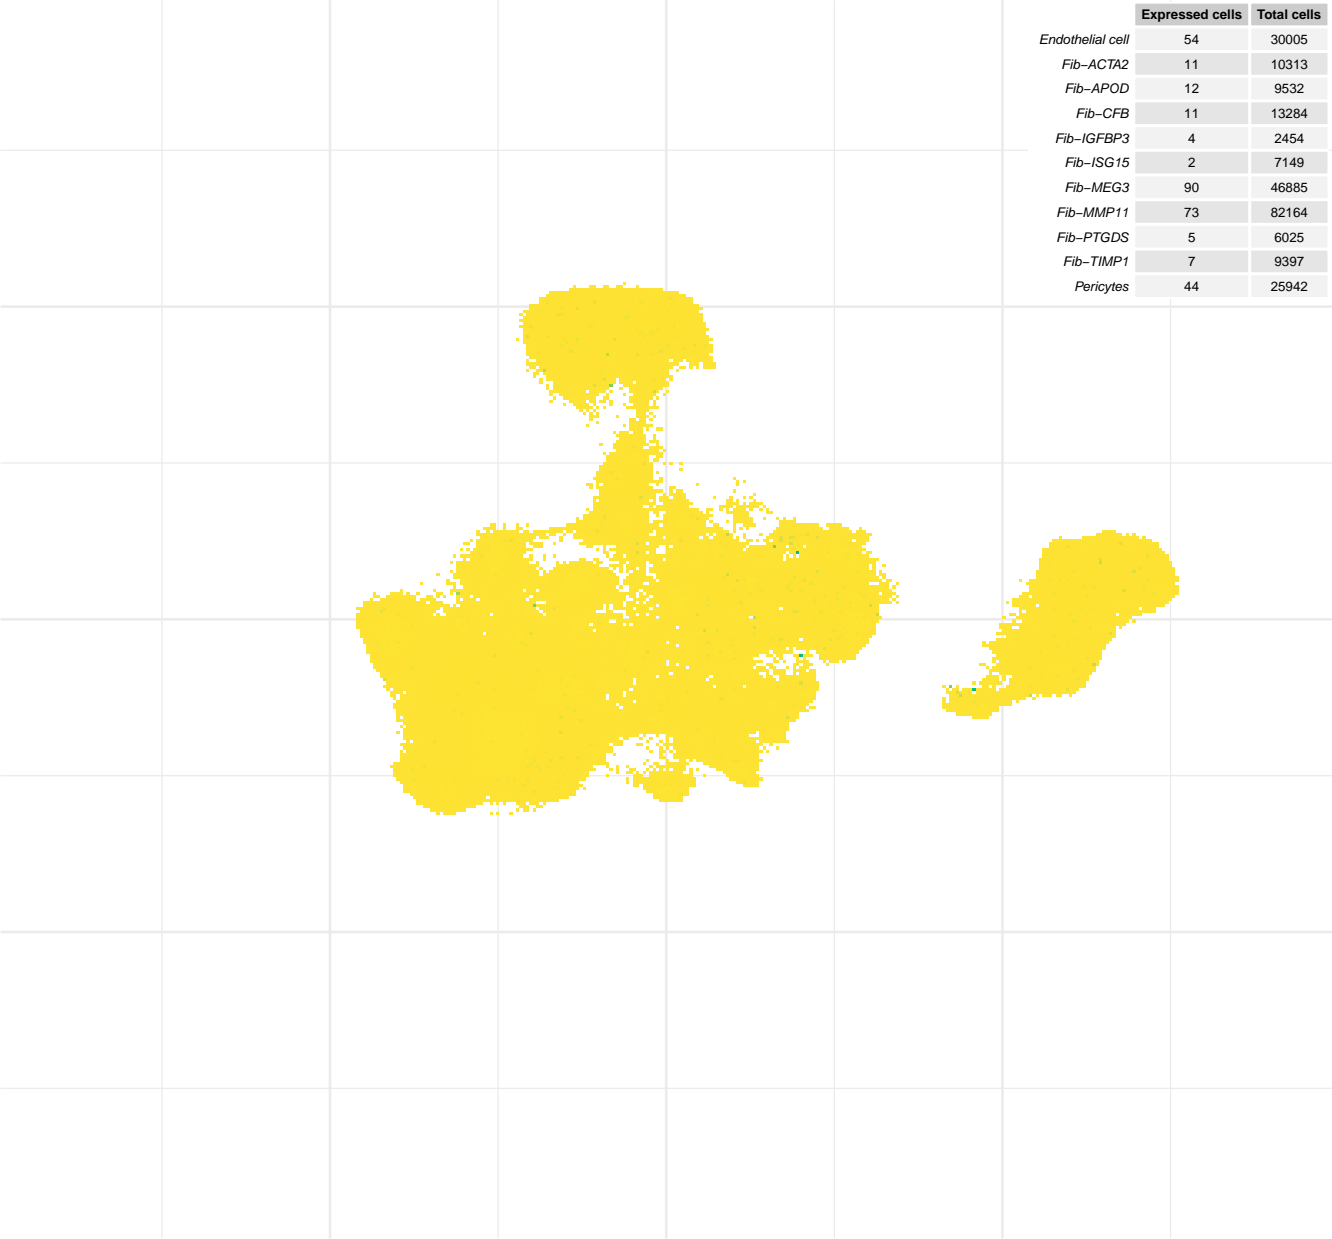 Expressed cells Total cells
Endothelial cell 54 30005
Fib−ACTA2 11 10313
Fib−APOD 12 9532
Fib−CFB 11 13284
Fib−IGFBP3 4 2454
Fib−ISG15 2 7149
Fib−MEG3 90 46885
Fib−MMP11 73 82164
Fib−PTGDS 5 6025
Fib−TIMP1 7 9397
Pericytes 44 25942